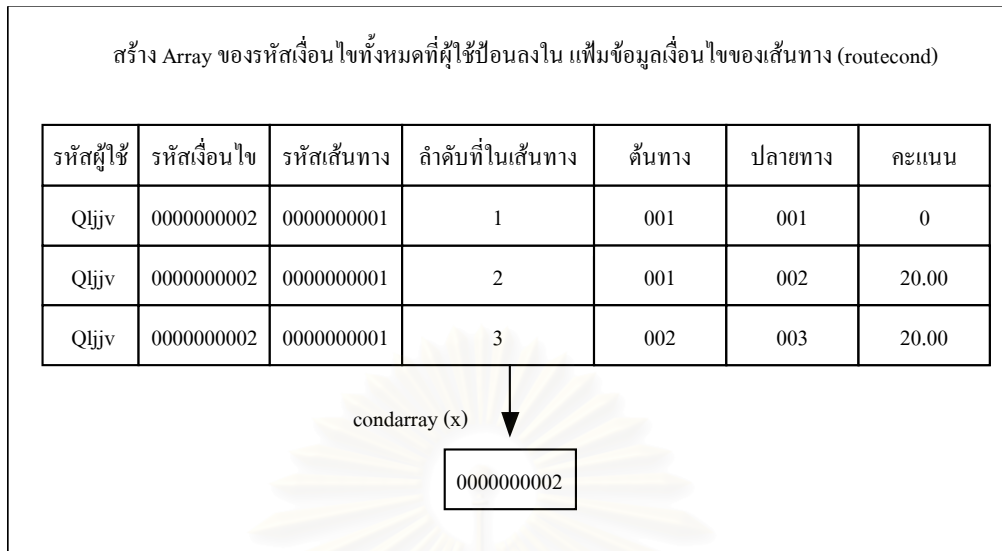 สร้าง Array ของรหัสเงื่อนไขทั้งหมดที่ผุ้ใช้ป้อนลงใน แฟ้มข้อมูลเงื่อนไขของเส้นทาง (routecond)
รหัสผู้ใช้ รหัสเงื่อนไข รหัสเส้นทาง ลำดับที่ในเส้นทาง ต้นทาง ปลายทาง คะแนน
Qljjv 0000000002 0000000001 1 001 001 0
Qljjv 0000000002 0000000001 2 001 002 20.00
Qljjv 0000000002 0000000001 3 002 003 20.00
condarray (x)
0000000002